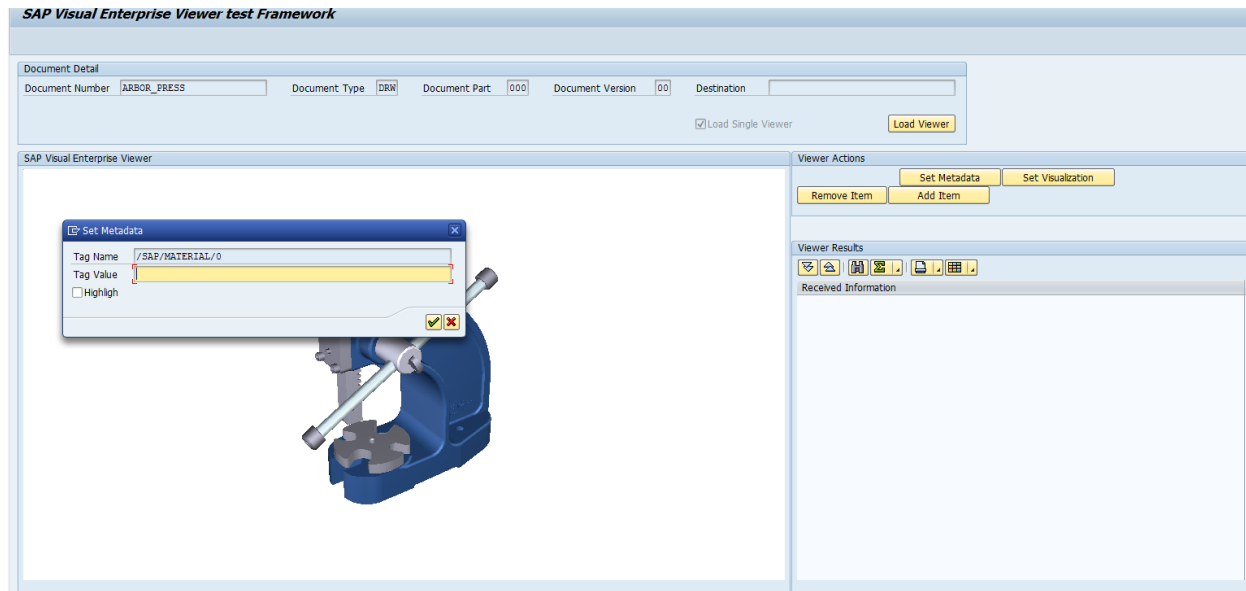 SAP Visual Enterprise Viewer test Framework
Document Detail
Document Number ARBOR_PRESS Document Type DRW Document Part 000 Document Version 00 Destination
Load Single Viewer Load Viewer
SAP Visual Enterprise Viewer
Viewer Actions
Set Metadata Set Visualization
Remove Item Add Item
Set Metadata
Tag Name /SAP/MATERIAL/0
Tag Value
Highligh
Viewer Results
Received Information